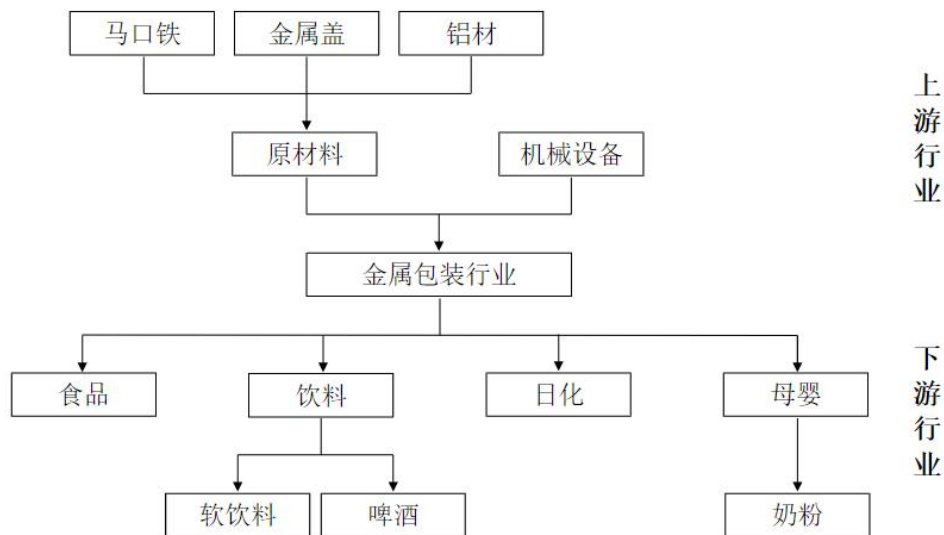 马口铁
金属盖
铝材
原材料
机械设备
上游行业
金属包装行业
食品
饮料
日化
母婴
下游行业
软饮料
啤酒
奶粉